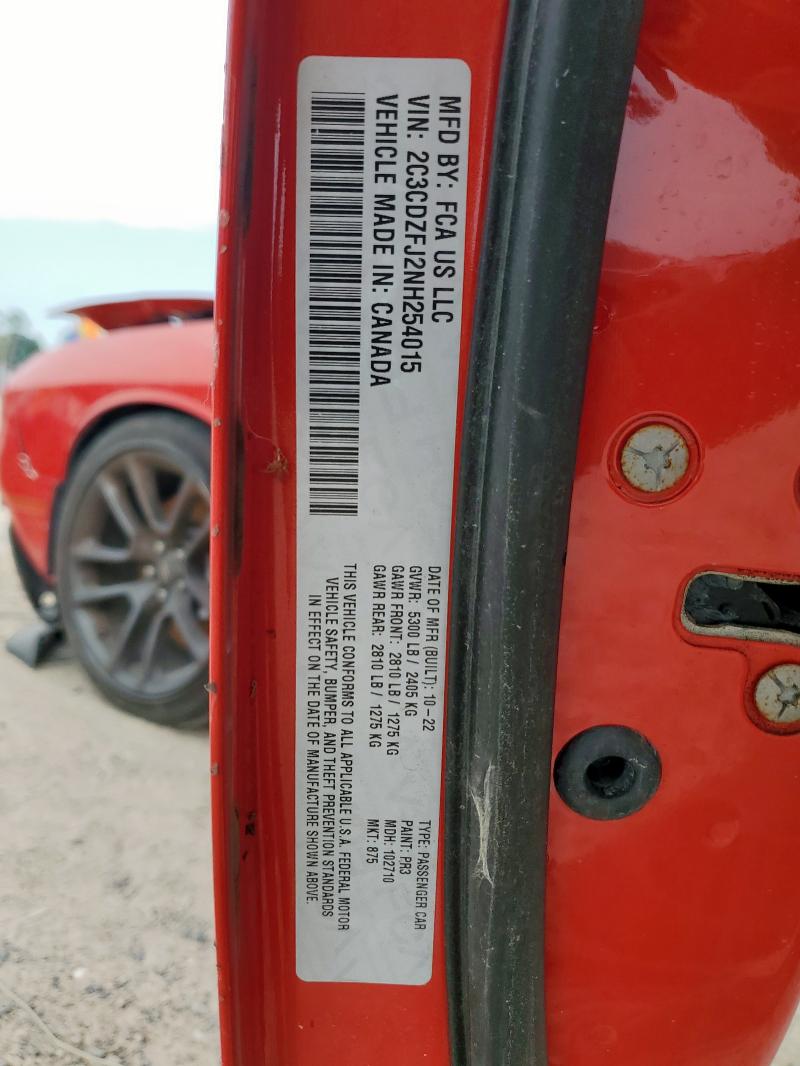 MFD BY: FCA US LLC
VIN: 2C3CDZFJ2NH254015
VEHICLE MADE IN: CANADA
DATE OF MFR (BUILT): 10-22
GVWR: 5300 LB / 2405 KG
GAWR FRONT: 2810 LB / 1275 KG
GAWR REAR: 2810 LB / 1275 KG
THIS VEHICLE CONFORMS TO ALL APPLICABLE U.S.A. FEDERAL MOTOR
VEHICLE SAFETY, BUMPER, AND THEFT PREVENTION STANDARDS
IN EFFECT ON THE DATE OF MANUFACTURE SHOWN ABOVE.
TYPE: PASSENGER CAR
PAINT: PR3
MDH: 102710
MKT: 875